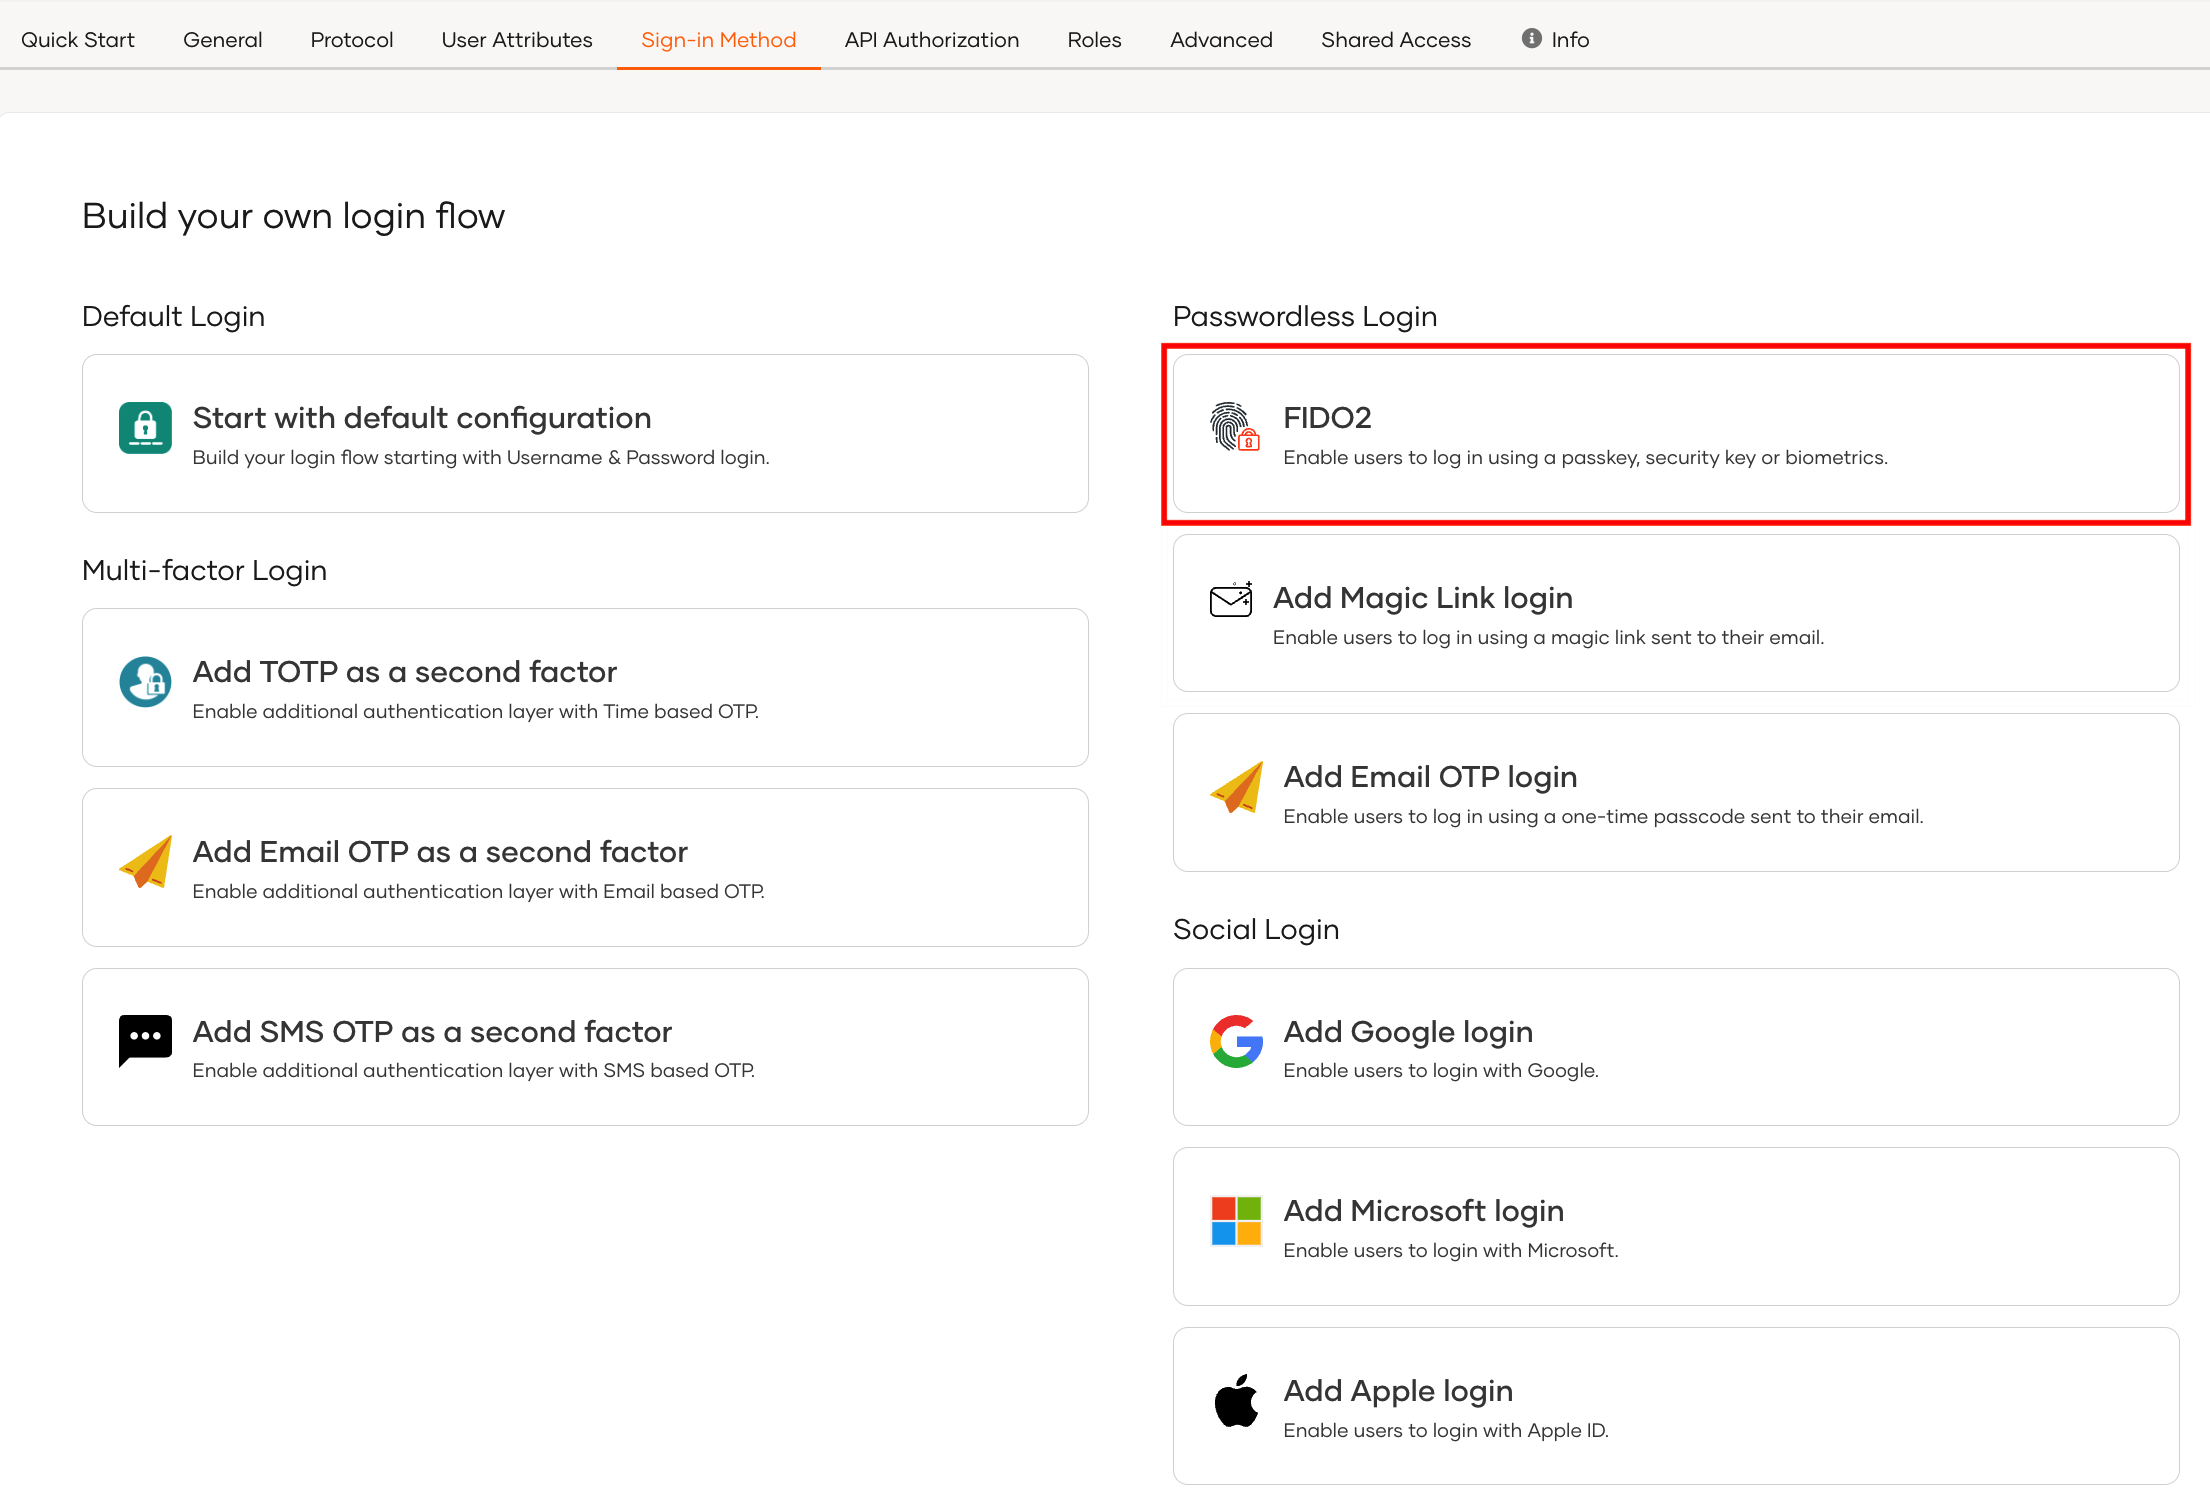 Quick Start
General
Protocol
User Attributes
Sign-in Method
API Authorization
Roles
Advanced
Shared Access
Info
Build your own login flow
Default Login
Start with default configuration
Build your login flow starting with Username & Password login.
Multi-factor Login
Add TOTP as a second factor
Enable additional authentication layer with Time based OTP.
Add Email OTP as a second factor
Enable additional authentication layer with Email based OTP.
Add SMS OTP as a second factor
Enable additional authentication layer with SMS based OTP.
Passwordless Login
FIDO2
Enable users to log in using a passkey, security key or biometrics.
Add Magic Link login
Enable users to log in using a magic link sent to their email.
Add Email OTP login
Enable users to log in using a one-time passcode sent to their email.
Social Login
Add Google login
Enable users to login with Google.
Add Microsoft login
Enable users to login with Microsoft.
Add Apple login
Enable users to login with Apple ID.